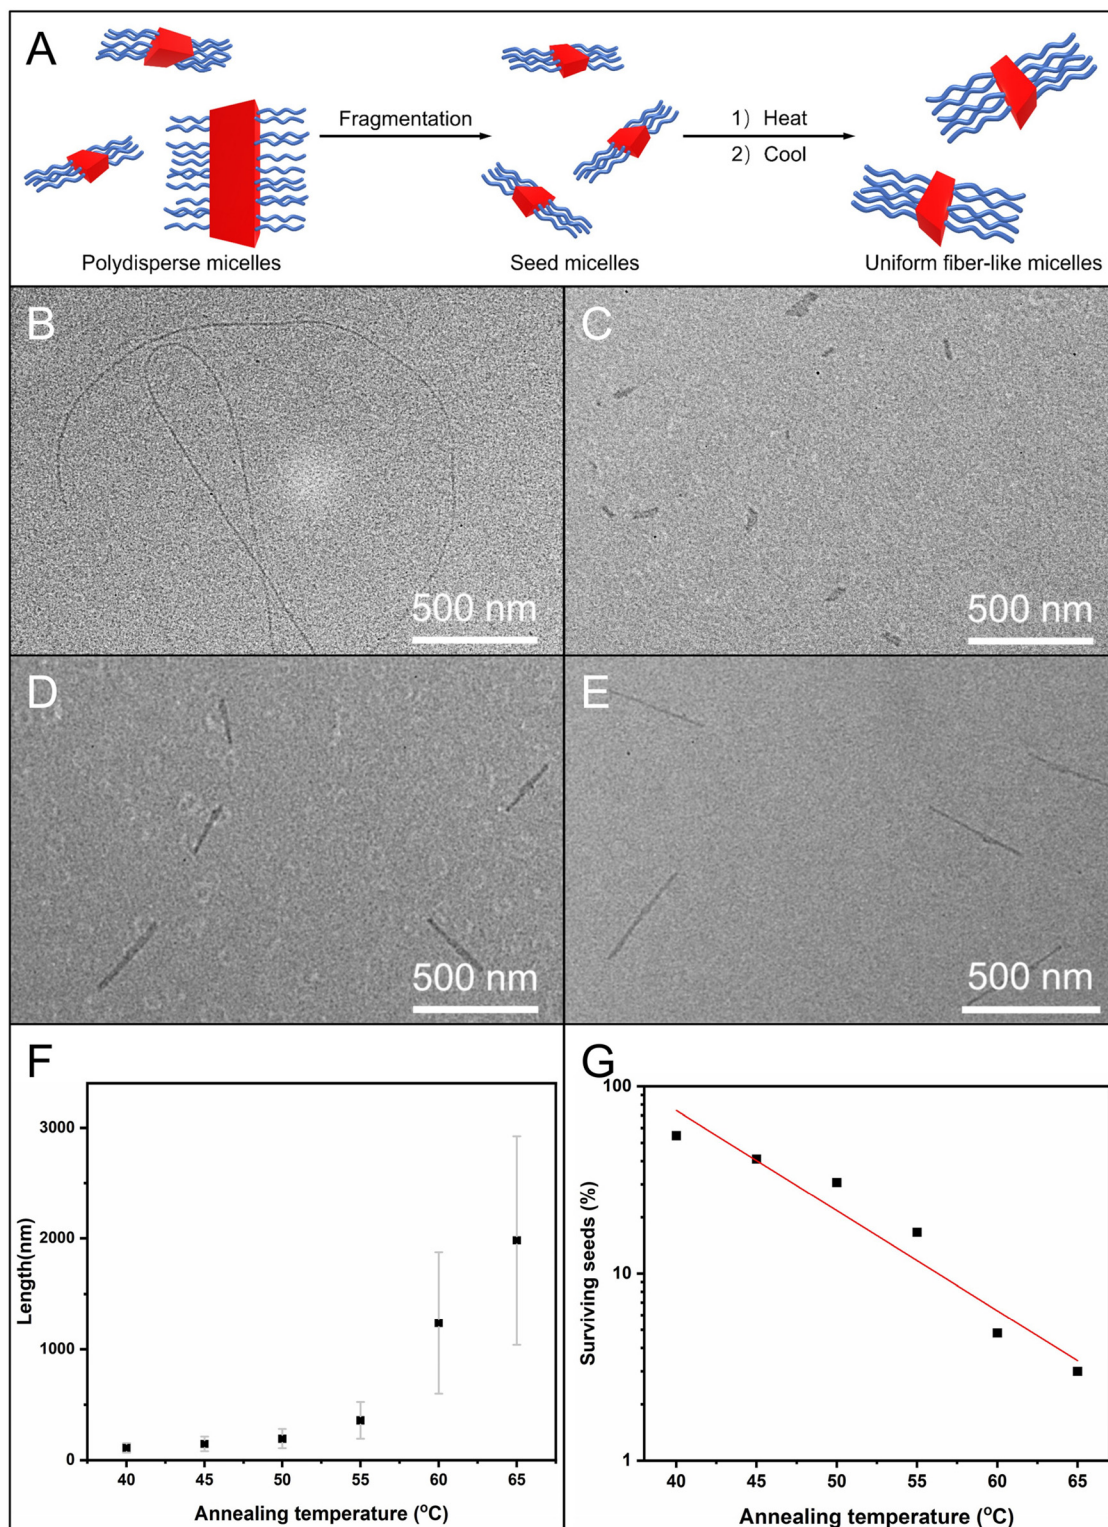 A
Fragmentation
1) Heat
2) Cool
Polydisperse micelles
Seed micelles
Uniform fiber-like micelles
B
500 nm
C
500 nm
D
500 nm
E
500 nm
F
Length(nm)
3000
2000
1000
0
40 45 50 55 60 65
Annealing temperature (°C)
G
Surviving seeds (%)
100
10
1
40 45 50 55 60 65
Annealing temperature (°C)